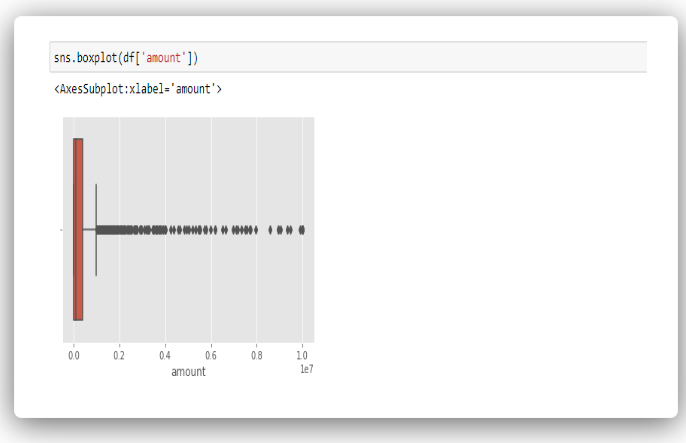 sns.boxplot(df['amount'])
<AxesSubplot:xlabel='amount'>
0.0 0.2 0.4 0.6 0.8 1.0
1e7
amount